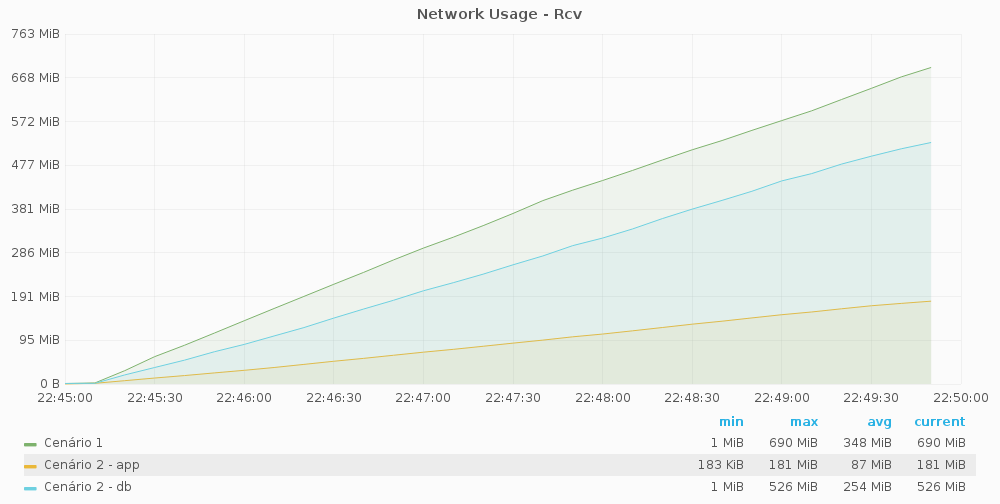 Network Usage - Rcv
763 MiB
668 MiB
572 MiB
477 MiB
381 MiB
286 MiB
191 MiB
95 MiB
0 B
22:45:00 22:45:30 22:46:00 22:46:30 22:47:00 22:47:30 22:48:00 22:48:30 22:49:00 22:49:30 22:50:00
min max avg current
Cenário 1 1 MiB 690 MiB 348 MiB 690 MiB
Cenário 2 - app 183 KiB 181 MiB 87 MiB 181 MiB
Cenário 2 - db 1 MiB 526 MiB 254 MiB 526 MiB